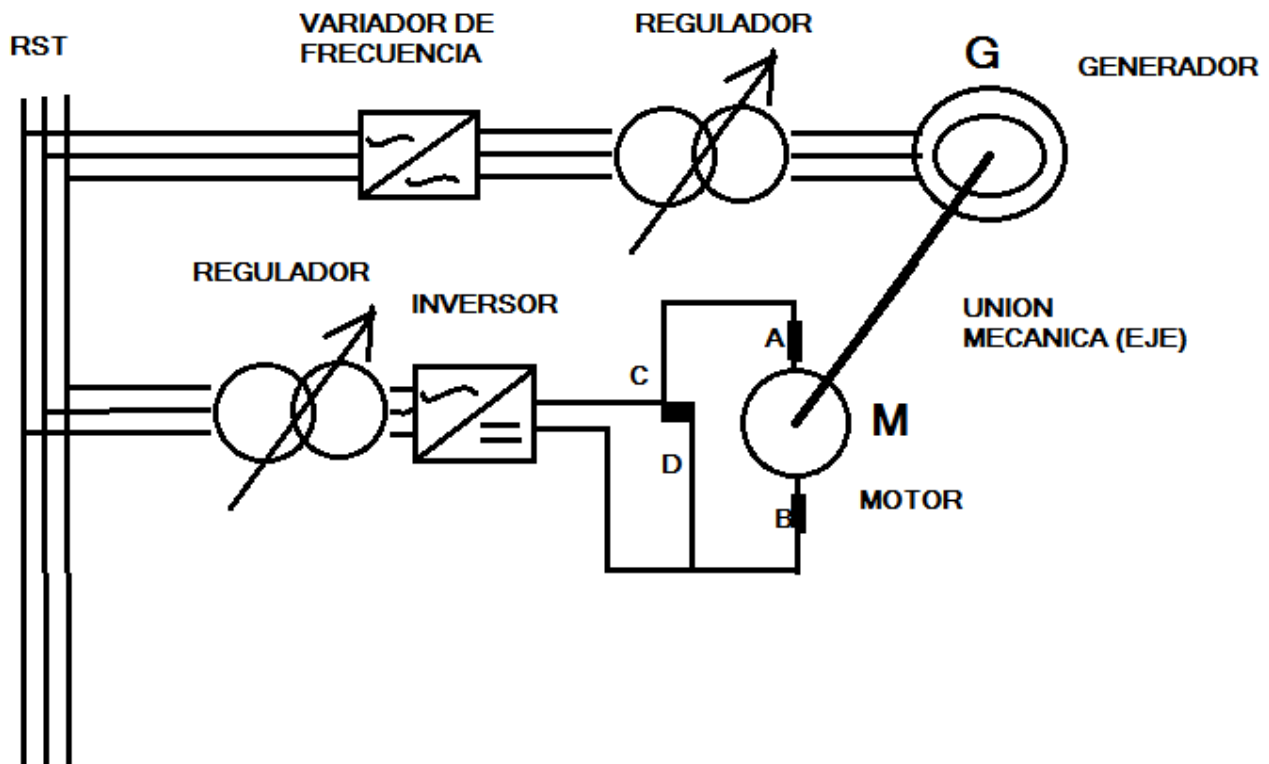 RST
VARIADOR DE
FRECUENCIA
REGULADOR
G
GENERADOR
REGULADOR
INVERSOR
UNION
MECANICA (EJE)
A
C
M
D
B
MOTOR